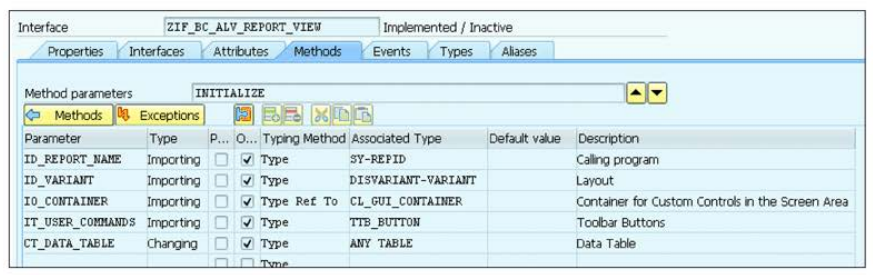 Interface ZIF_BC_ALV_REPORT_VIEW Implemented / Inactive
Properties Interfaces Attributes Methods Events Types Aliases
Method parameters INITIALIZE
Methods Exceptions
Parameter Type P... O... Typing Method Associated Type Default value Description
ID_REPORT_NAME Importing Type SY-REPID Calling program
ID_VARIANT Importing Type DISVARIANT-VARIANT Layout
IO_CONTAINER Importing Type Ref To CL_GUI_CONTAINER Container for Custom Controls in the Screen Area
IT_USER_COMMANDS Importing Type TTB_BUTTON Toolbar Buttons
CT_DATA_TABLE Changing Type ANY TABLE Data Table
Type